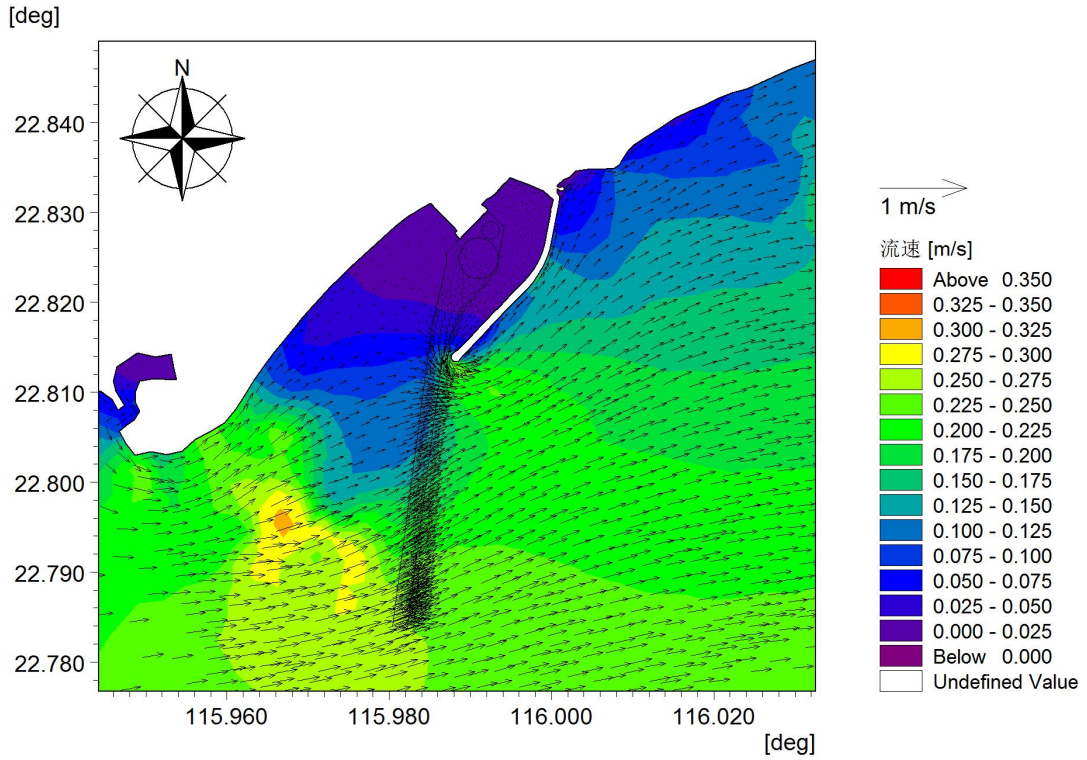 [deg]
N
22.840
22.830
22.820
22.810
22.800
22.790
22.780
115.960 115.980 116.000 116.020
[deg]
1 m/s
流速 [m/s]
Above 0.350
0.325 - 0.350
0.300 - 0.325
0.275 - 0.300
0.250 - 0.275
0.225 - 0.250
0.200 - 0.225
0.175 - 0.200
0.150 - 0.175
0.125 - 0.150
0.100 - 0.125
0.075 - 0.100
0.050 - 0.075
0.025 - 0.050
0.000 - 0.025
Below 0.000
Undefined Value